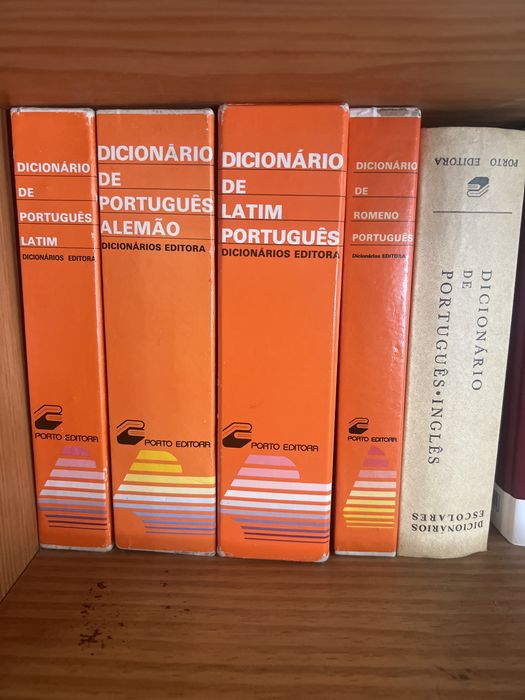 DICIONÁRIO
DE
PORTUGUÊS
LATIM
DICIONÁRIOS EDITORA
PORTO EDITORA
DICIONÁRIO
DE
PORTUGUÊS
ALEMÃO
DICIONÁRIOS EDITORA
PORTO EDITORA
DICIONÁRIO
DE
LATIM
PORTUGUÊS
DICIONÁRIOS EDITORA
PORTO EDITORA
DICIONÁRIO
DE
ROMENO
PORTUGUÊS
Dicionários EDITORA
PORTO EDITORA
PORTO EDITORA
DICIONÁRIO
DE
PORTUGUÊS • INGLÊS
DICIONÁRIOS
ESCOLARES